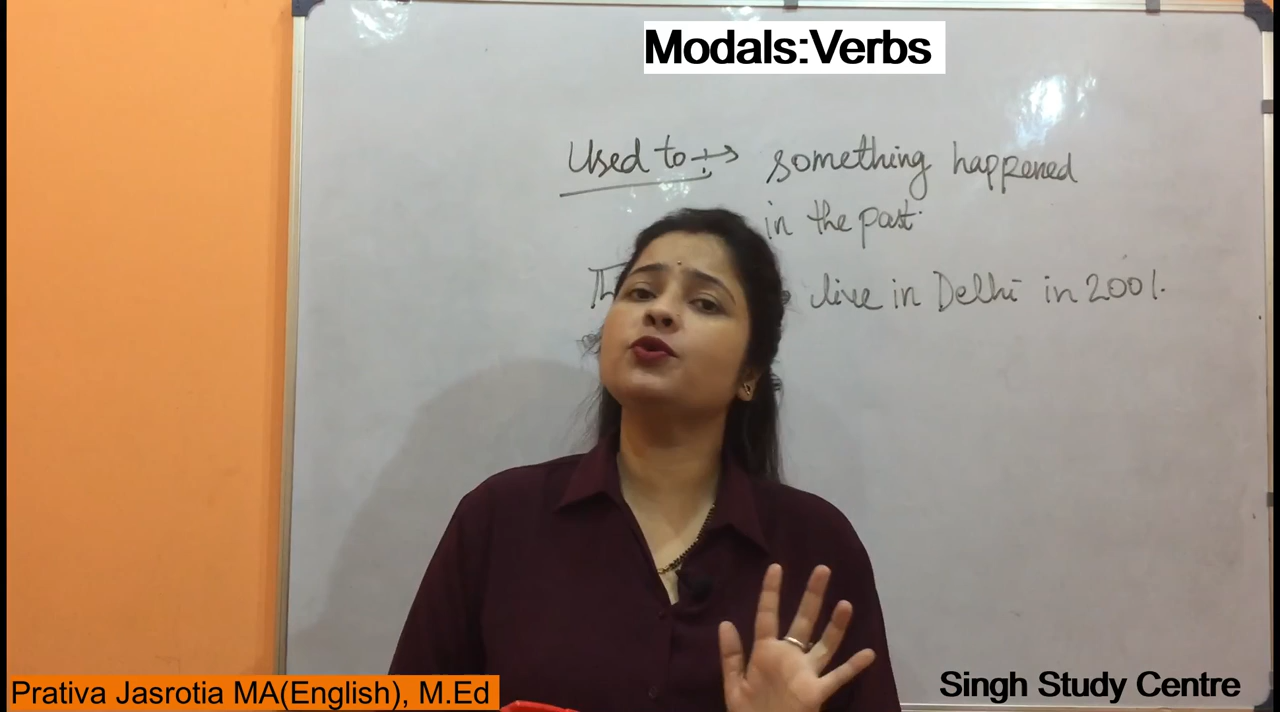 Modals:Verbs
Used to :→ something happened
in the past.
live in Delhi in 2001.
Prativa Jasrotia MA(English), M.Ed
Singh Study Centre